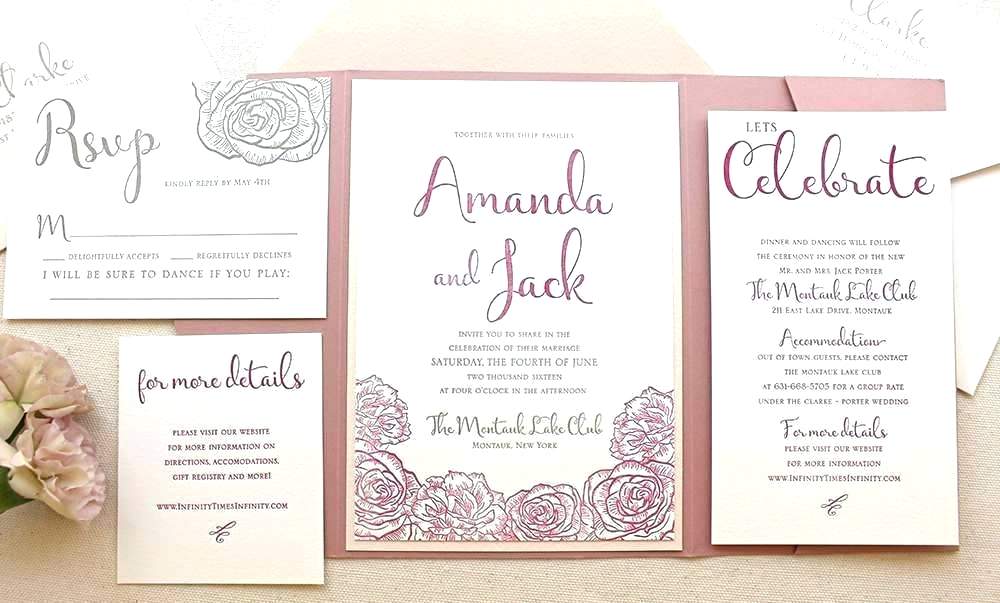 Clarke
Clarke
Rsvp
KINDLY REPLY BY MAY 4TH
M
DELIGHTFULLY ACCEPTS REGRETFULLY DECLINES
I WILL BE SURE TO DANCE IF YOU PLAY:
for more details
PLEASE VISIT OUR WEBSITE
FOR MORE INFORMATION ON
DIRECTIONS, ACCOMODATIONS,
GIFT REGISTRY AND MORE!
WWW.INFINITYTIMESINFINITY.COM
TOGETHER WITH THEIR FAMILIES
Amanda
and Jack
INVITE YOU TO SHARE IN THE
CELEBRATION OF THEIR MARRIAGE
SATURDAY, THE FOURTH OF JUNE
TWO THOUSAND SIXTEEN
AT FOUR O'CLOCK IN THE AFTERNOON
The Montauk Lake Club
MONTAUK, NEW YORK
LETS
Celebrate
DINNER AND DANCING WILL FOLLOW
THE CEREMONY IN HONOR OF THE NEW
MR. AND MRS. JACK PORTER
The Montauk Lake Club
211 EAST LAKE DRIVE, MONTAUK
Accommodations
OUT OF TOWN GUESTS, PLEASE CONTACT
THE MONTAUK LAKE CLUB
AT 631-668-5705 FOR A GROUP RATE
UNDER THE CLARKE - PORTER WEDDING
For more details
PLEASE VISIT OUR WEBSITE
FOR MORE INFORMATION
WWW.INFINITYTIMESINFINITY.COM